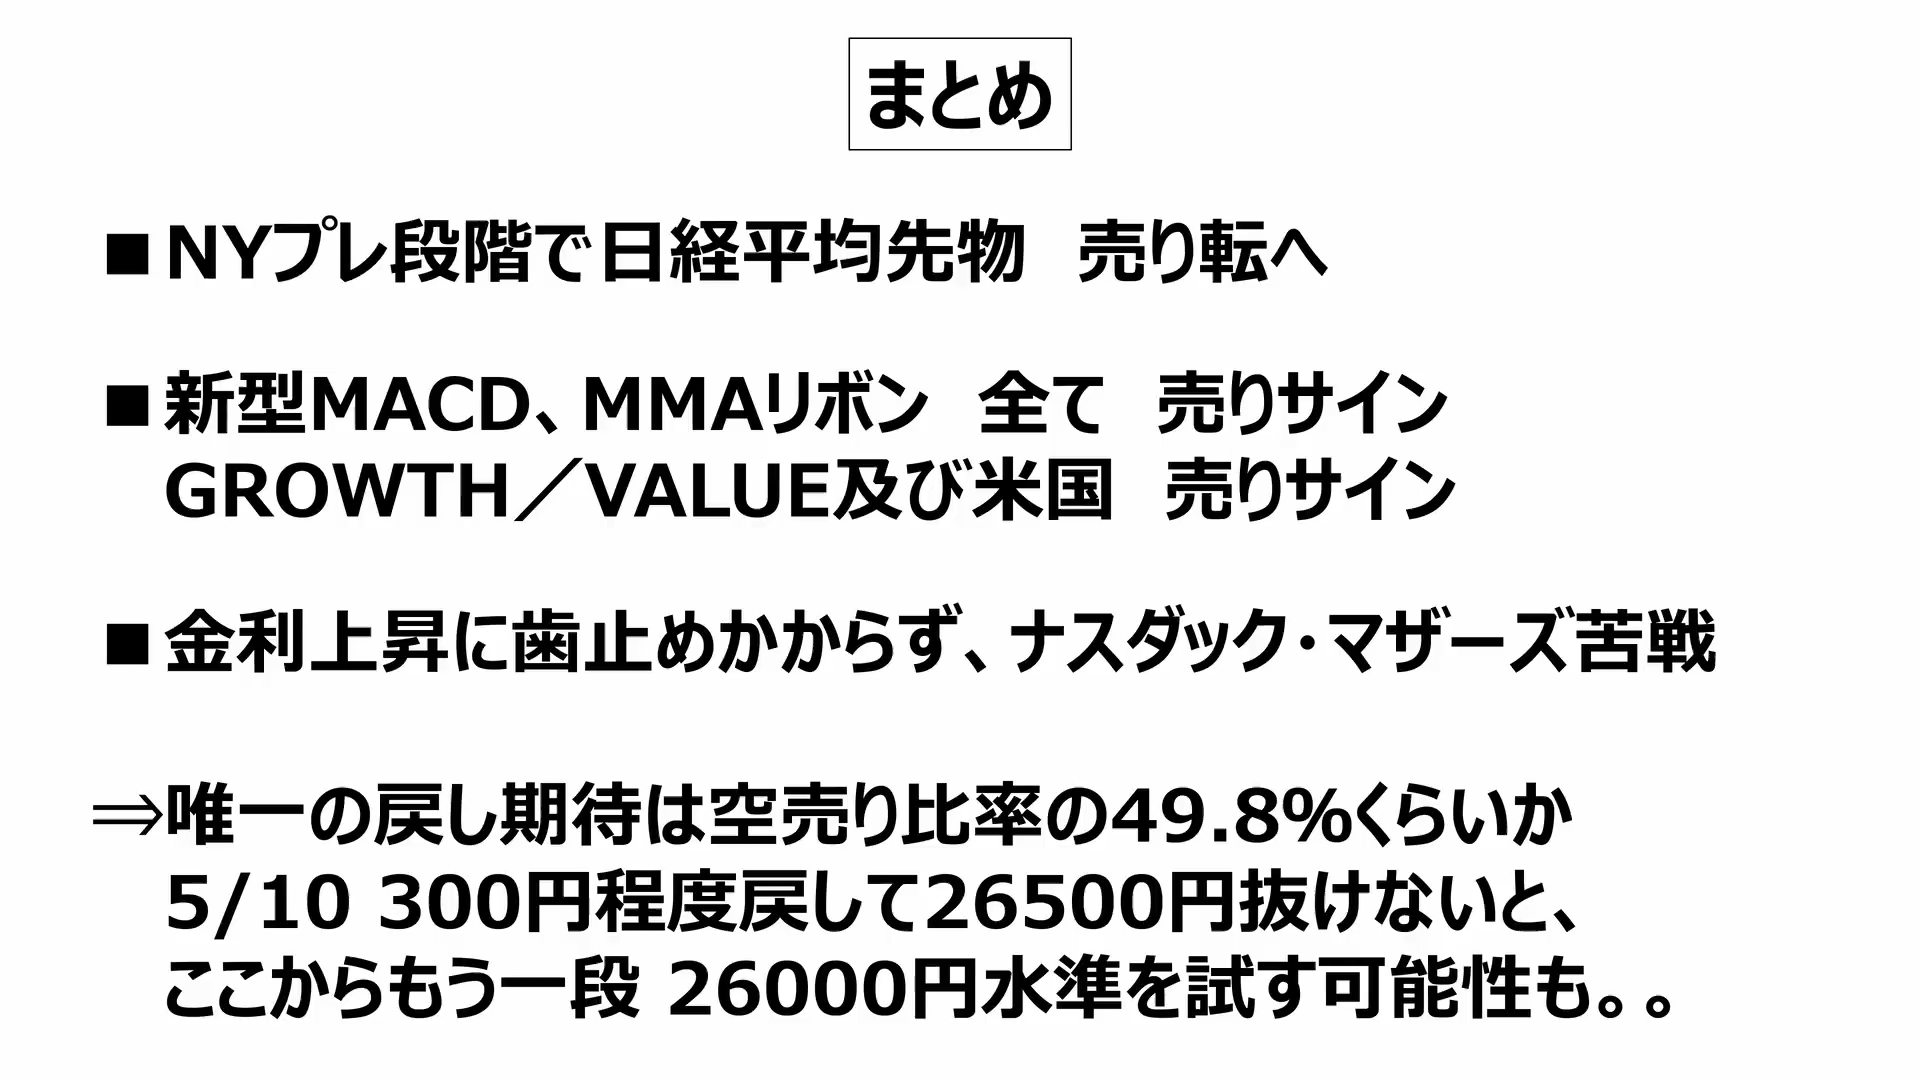 まとめ
■NYプレ段階で日経平均先物　売り転へ
■新型MACD、MMAリボン　全て　売りサイン
GROWTH／VALUE及び米国　売りサイン
■金利上昇に歯止めかからず、ナスダック・マザーズ苦戦
⇒唯一の戻し期待は空売り比率の49.8%くらいか
5/10 300円程度戻して26500円抜けないと、
ここからもう一段 26000円水準を試す可能性も。。